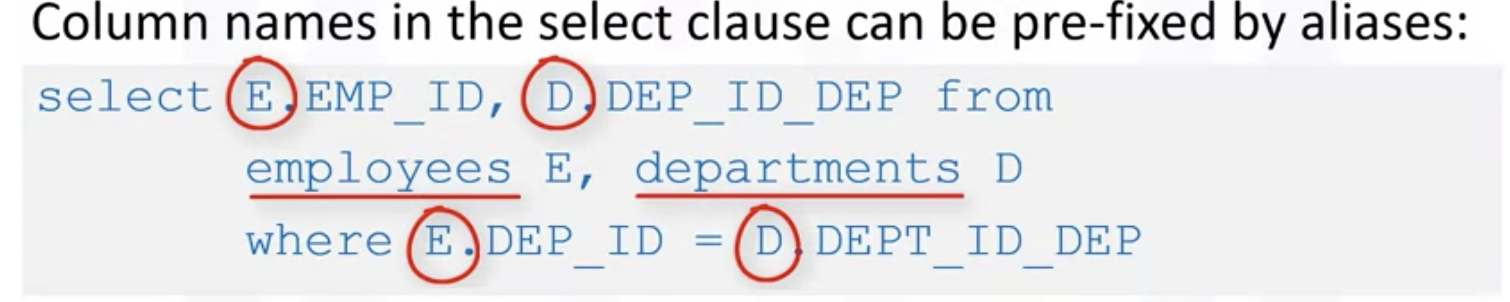 Column names in the select clause can be pre-fixed by aliases:
select E.EMP_ID, D.DEP_ID_DEP from
employees E, departments D
where E.DEP_ID = D.DEPT_ID_DEP